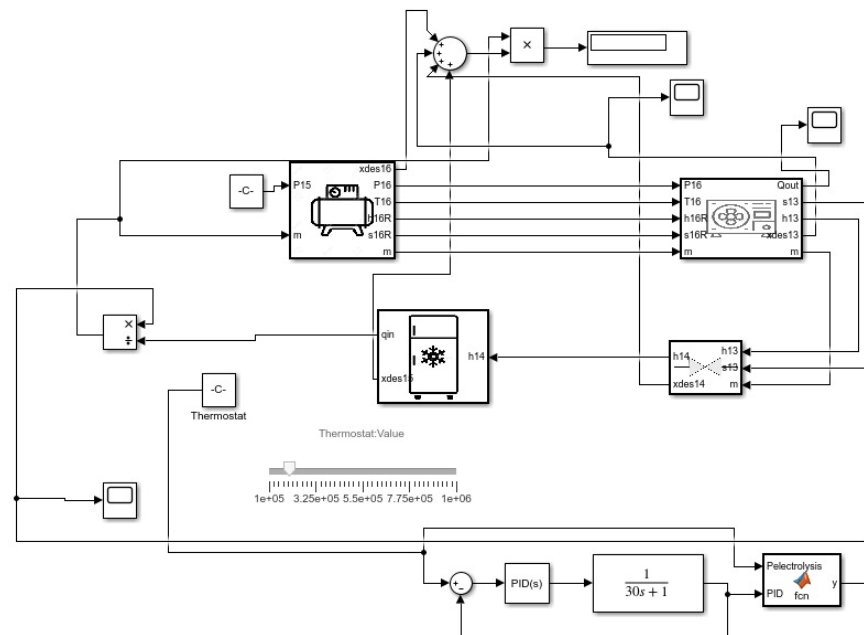 xdes16
P15
P16
T16
h16R
s16R
m
m
-C-
P16
T16
h16R
s16R
m
Qout
s13
h13
xdes13
qin
h14
xdes15
h14
xdes14
h13
s13
m
-C-
Thermostat
Thermostat:Value
1e+05 3.25e+05 5.5e+05 7.75e+05 1e+06
PID(s)
1
30s + 1
Pelectrolysis
PID
fcn
y